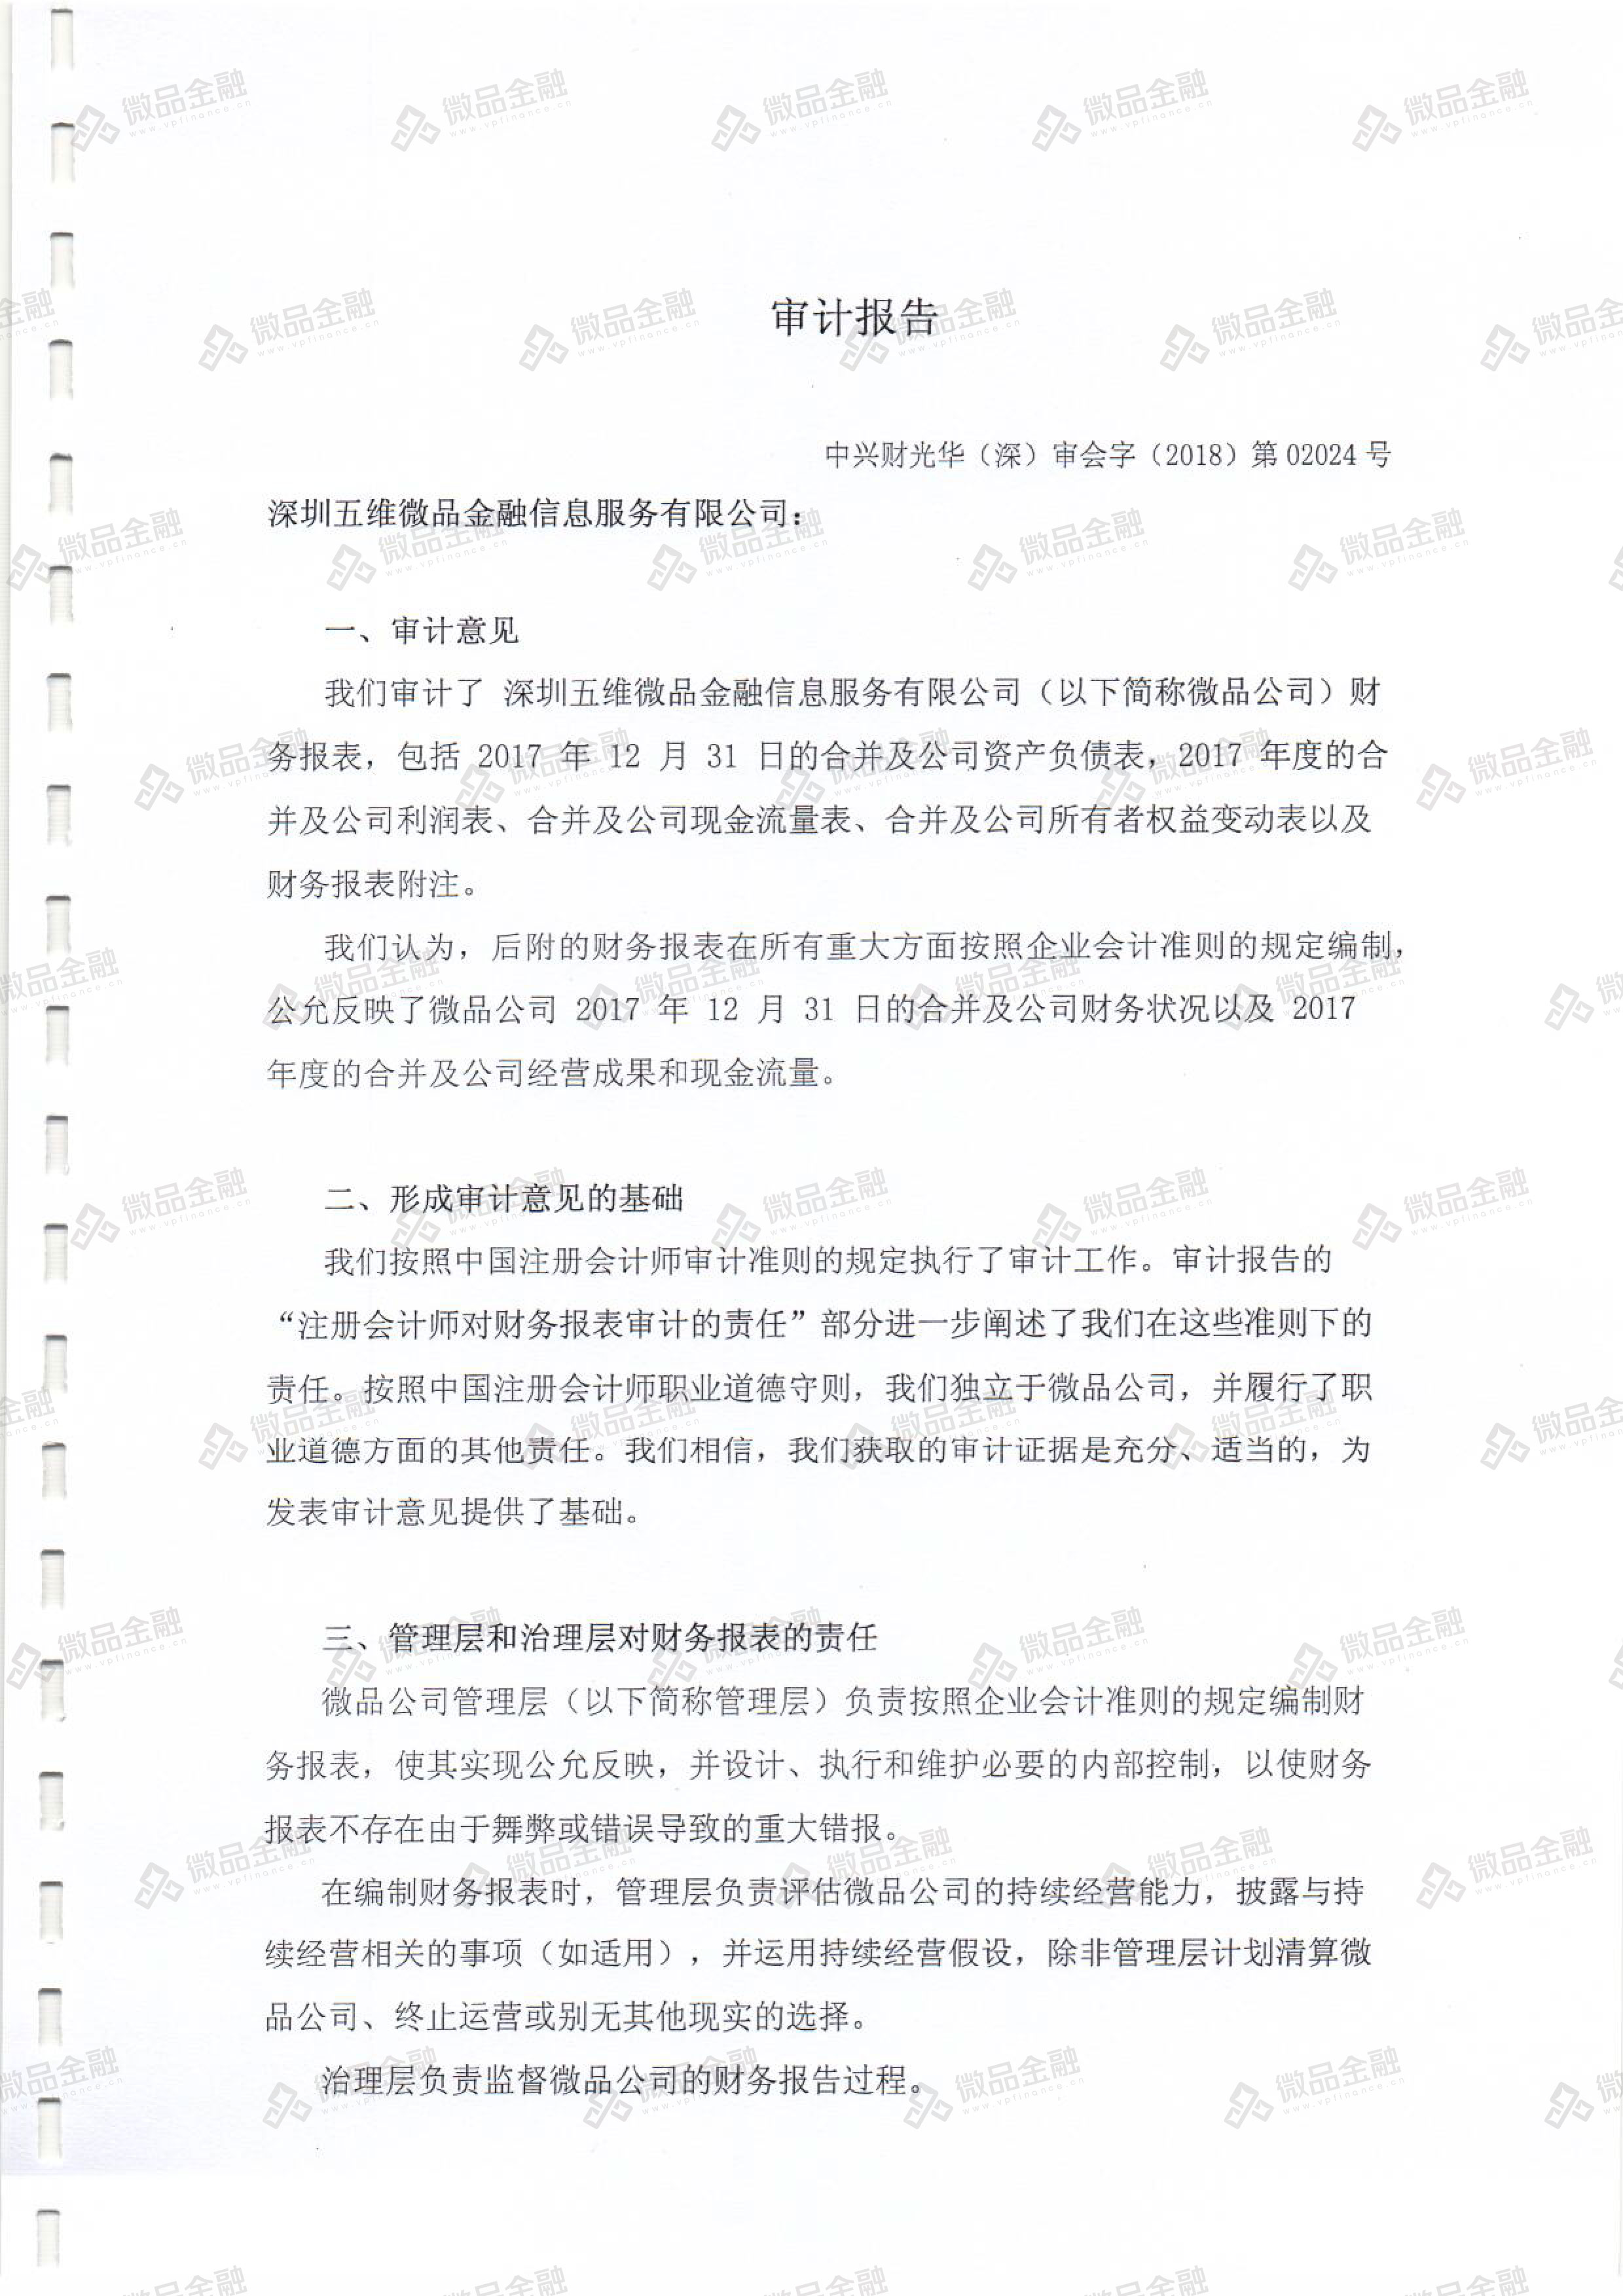 审计报告
中兴财光华（深）审会字（2018）第 02024 号
深圳五维微品金融信息服务有限公司：
一、审计意见
我们审计了 深圳五维微品金融信息服务有限公司（以下简称微品公司）财
务报表，包括 2017 年 12 月 31 日的合并及公司资产负债表，2017 年度的合
并及公司利润表、合并及公司现金流量表、合并及公司所有者权益变动表以及
财务报表附注。
我们认为，后附的财务报表在所有重大方面按照企业会计准则的规定编制，
公允反映了微品公司 2017 年 12 月 31 日的合并及公司财务状况以及 2017
年度的合并及公司经营成果和现金流量。
二、形成审计意见的基础
我们按照中国注册会计师审计准则的规定执行了审计工作。审计报告的
“注册会计师对财务报表审计的责任”部分进一步阐述了我们在这些准则下的
责任。按照中国注册会计师职业道德守则，我们独立于微品公司，并履行了职
业道德方面的其他责任。我们相信，我们获取的审计证据是充分、适当的，为
发表审计意见提供了基础。
三、管理层和治理层对财务报表的责任
微品公司管理层（以下简称管理层）负责按照企业会计准则的规定编制财
务报表，使其实现公允反映，并设计、执行和维护必要的内部控制，以使财务
报表不存在由于舞弊或错误导致的重大错报。
在编制财务报表时，管理层负责评估微品公司的持续经营能力，披露与持
续经营相关的事项（如适用），并运用持续经营假设，除非管理层计划清算微
品公司、终止运营或别无其他现实的选择。
治理层负责监督微品公司的财务报告过程。
微品金融
www.vpfinance.cn